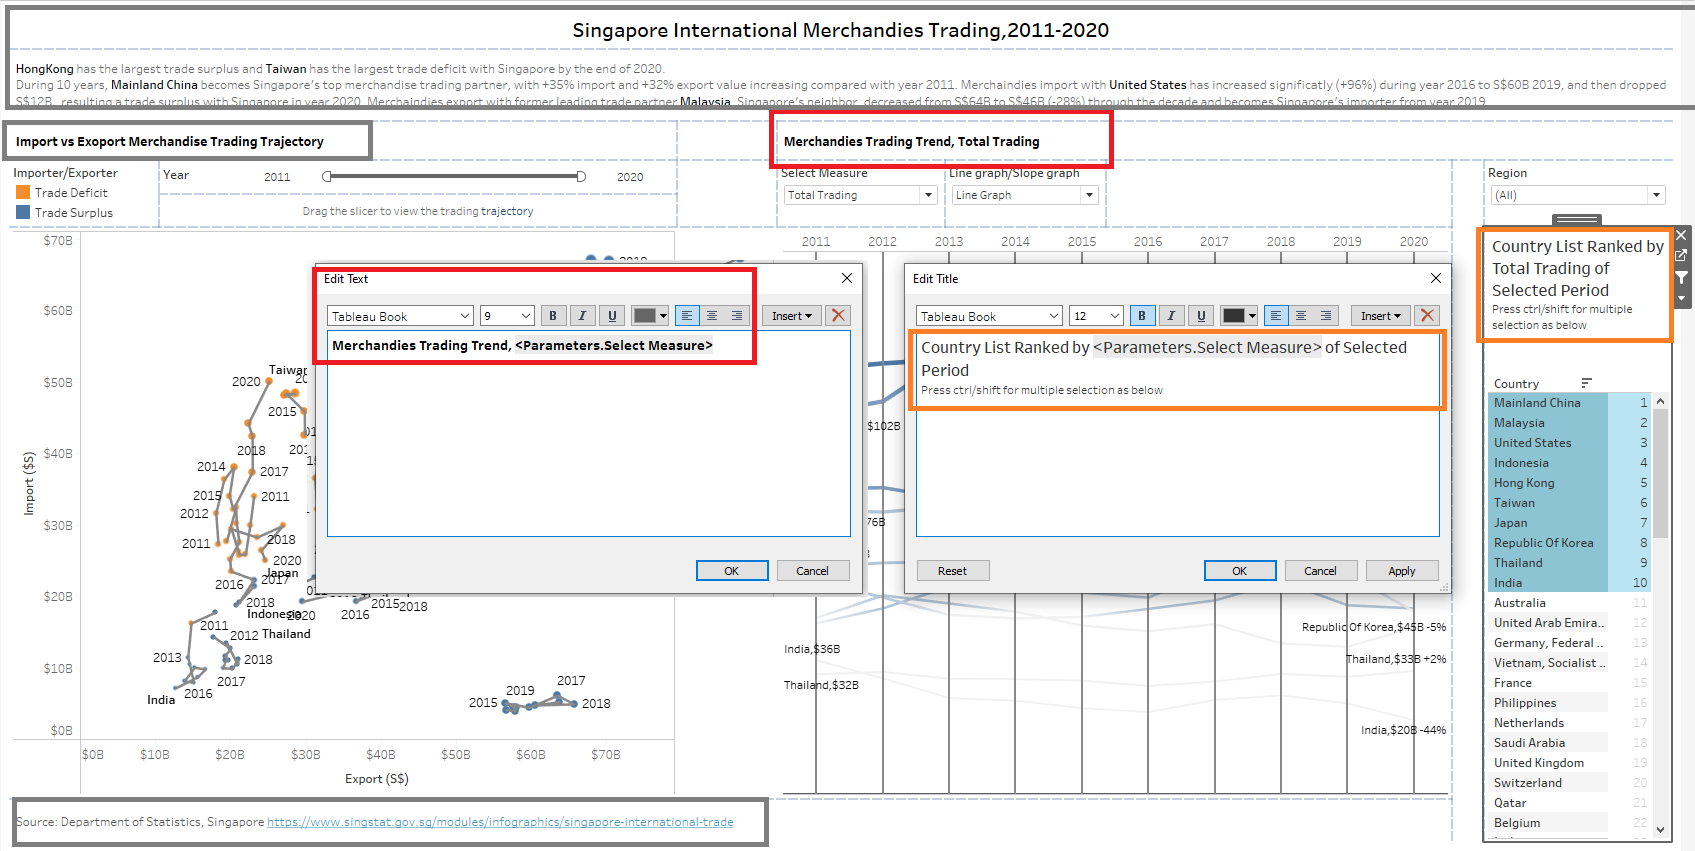 Singapore International Merchandies Trading,2011-2020
HongKong has the largest trade surplus and Taiwan has the largest trade deficit with Singapore by the end of 2020.
During 10 years, Mainland China becomes Singapore's top merchandise trading partner, with +35% import and +32% export value increasing compared with year 2011. Merchandies import with United States has increased significatly (+96%) during year 2016 to S$60B 2019, and then dropped
S$12B, resulting a trade surplus with Singapore in year 2020. Merchandies export with former leading trade partner Malaysia, Singapore's neighbor, decreased from S$64B to S$46B (-28%) through the decade and becomes Singapore's importer from year 2019
Import vs Exoport Merchandise Trading Trajectory
Merchandies Trading Trend, Total Trading
Importer/Exporter
Trade Deficit
Trade Surplus
Year
2011
2020
Drag the slicer to view the trading trajectory
Select Measure
Total Trading
Line graph/Slope graph
Line Graph
Region
(All)
2011 2012 2013 2014 2015 2016 2017 2018 2019 2020
Country List Ranked by
Total Trading of
Selected Period
Press ctrl/shift for multiple
selection as below
Edit Text
Tableau Book
9
B I U
Insert
Merchandies Trading Trend, <Parameters.Select Measure>
OK
Cancel
Edit Title
Tableau Book
12
B I U
Insert
Country List Ranked by <Parameters.Select Measure> of Selected
Period
Press ctrl/shift for multiple selection as below
Reset
OK
Cancel
Apply
$70B
$60B
$50B
$40B
$30B
$20B
$10B
$0B
Import ($S)
$0B $10B $20B $30B $40B $50B $60B $70B
Export (S$)
2019
Taiwan
2020
2015
2018
2014
2017
2015
2011
2012
2011
2018
2020
Japan
2016
2017
2018
Indonesia
2020
2016
2015
2018
2011
2012
Thailand
2013
2018
2017
2016
India
2015
2019
2017
2018
$102B
76B
India,$36B
Thailand,$32B
Republic Of Korea,$45B -5%
Thailand,$33B +2%
India,$20B -44%
Country
Mainland China 1
Malaysia 2
United States 3
Indonesia 4
Hong Kong 5
Taiwan 6
Japan 7
Republic Of Korea 8
Thailand 9
India 10
Australia 11
United Arab Emira.. 12
Germany, Federal .. 13
Vietnam, Socialist .. 14
France 15
Philippines 16
Netherlands 17
Saudi Arabia 18
United Kingdom 19
Switzerland 20
Qatar 21
Belgium 22
Source: Department of Statistics, Singapore https://www.singstat.gov.sg/modules/infographics/singapore-international-trade